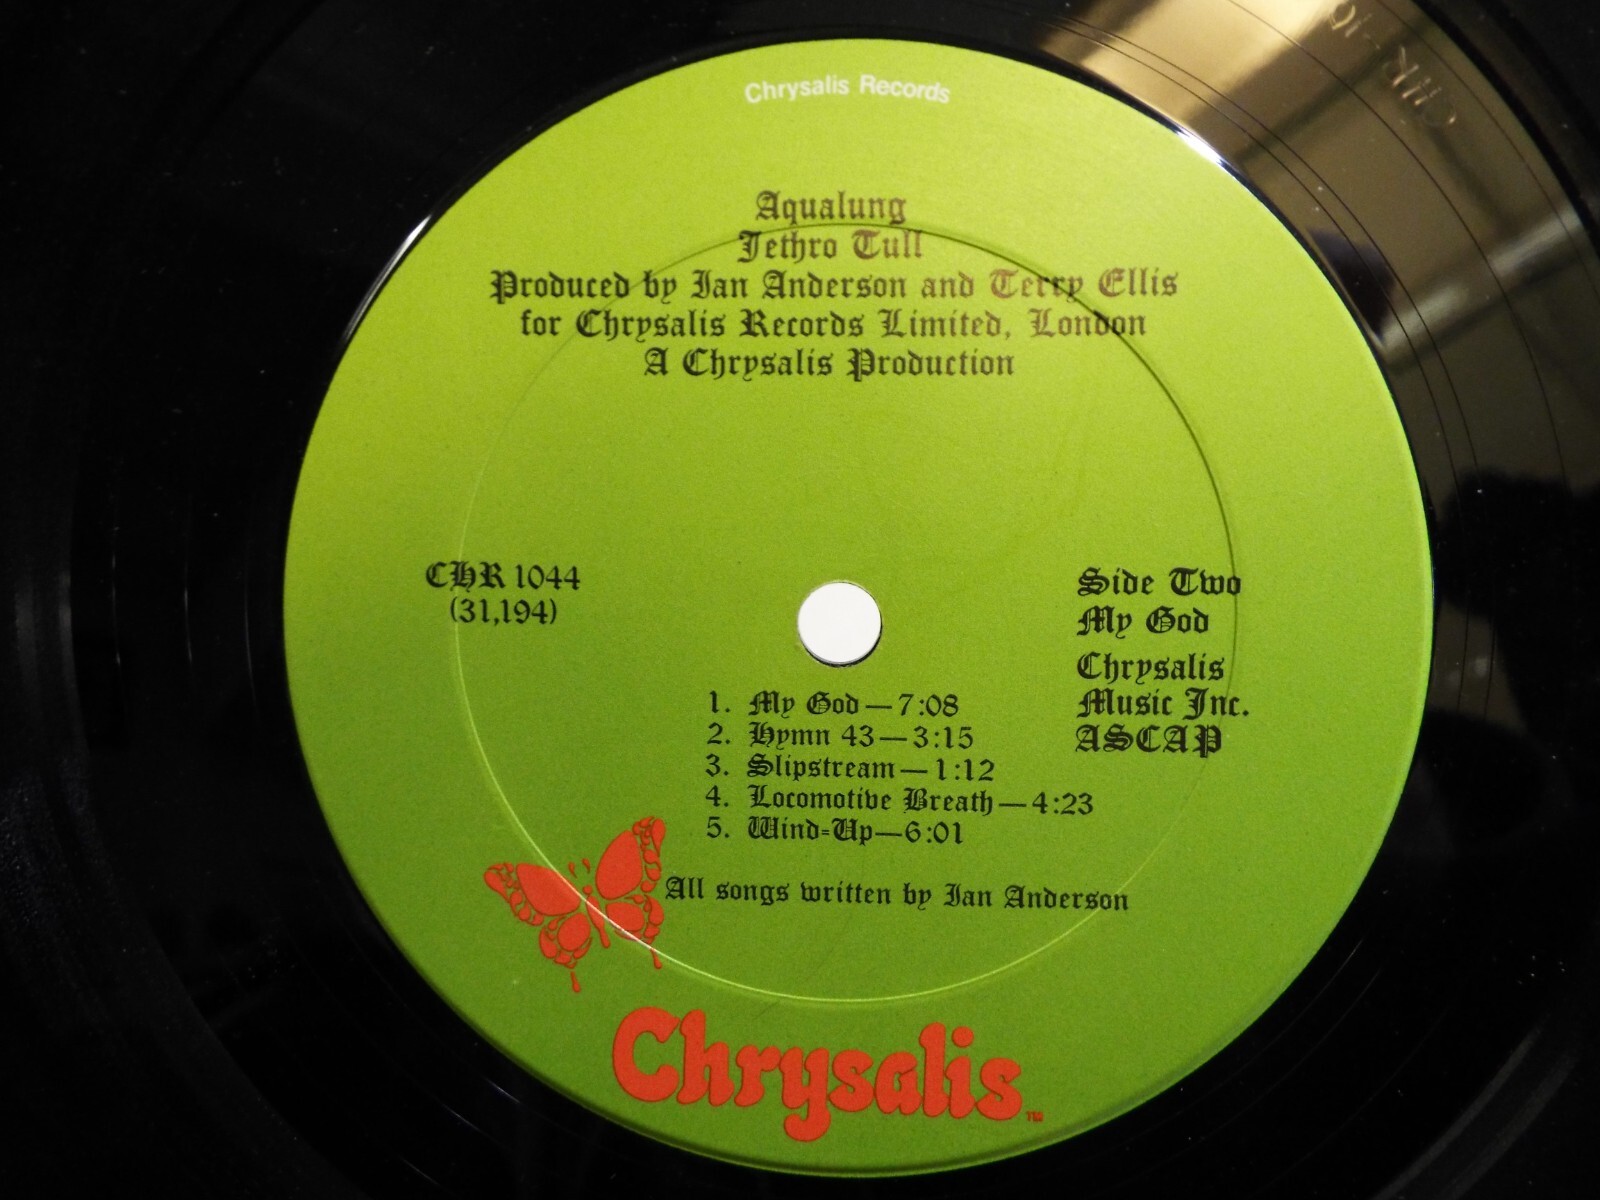 Chrysalis Records
Aqualung
Jethro Tull
Produced by Ian Anderson and Terry Ellis
for Chrysalis Records Limited, London
A Chrysalis Production
CHR 1044
(31,194)
Side Two
My God
Chrysalis
Music Inc.
ASCAP
1. My God—7:08
2. Hymn 43—3:15
3. Slipstream—1:12
4. Locomotive Breath—4:23
5. Wind=Up—6:01
All songs written by Ian Anderson
Chrysalis TM